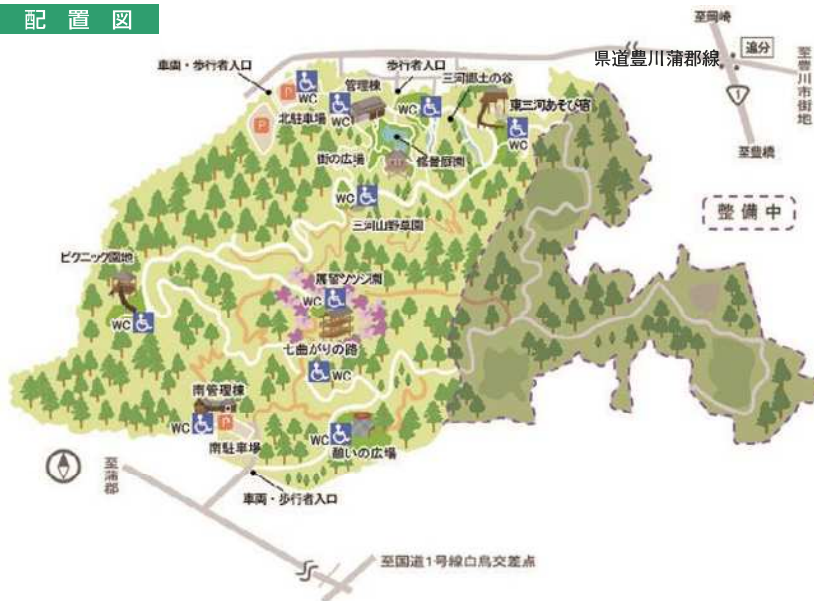 配置図
至岡崎
追分
県道豊川蒲郡線
至豊川市街地
1
至豊橋
整備中
車両・歩行者入口
歩行者入口
三河郷土の谷
WC
管理棟
WC
WC
東三河あそび宿
P
P
北駐車場
WC
街の広場
修景庭園
WC
三河山野草園
ピクニック園地
展望ツツジ園
WC
WC
七曲がりの路
WC
南管理棟
WC
P
WC
南駐車場
憩いの広場
至蒲郡
車両・歩行者入口
至国道1号線白鳥交差点